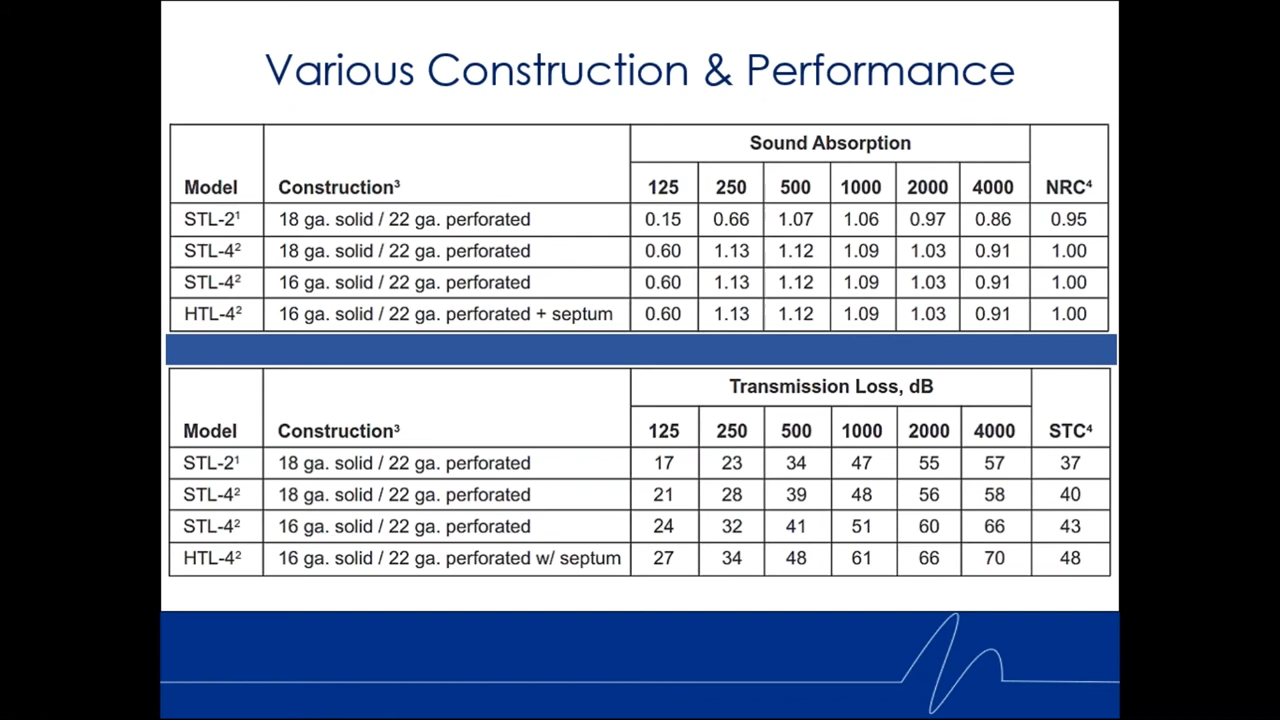 Various Construction & Performance
Sound Absorption
Model Construction³ 125 250 500 1000 2000 4000 NRC⁴
STL-2¹ 18 ga. solid / 22 ga. perforated 0.15 0.66 1.07 1.06 0.97 0.86 0.95
STL-4² 18 ga. solid / 22 ga. perforated 0.60 1.13 1.12 1.09 1.03 0.91 1.00
STL-4² 16 ga. solid / 22 ga. perforated 0.60 1.13 1.12 1.09 1.03 0.91 1.00
HTL-4² 16 ga. solid / 22 ga. perforated + septum 0.60 1.13 1.12 1.09 1.03 0.91 1.00
Transmission Loss, dB
Model Construction³ 125 250 500 1000 2000 4000 STC⁴
STL-2¹ 18 ga. solid / 22 ga. perforated 17 23 34 47 55 57 37
STL-4² 18 ga. solid / 22 ga. perforated 21 28 39 48 56 58 40
STL-4² 16 ga. solid / 22 ga. perforated 24 32 41 51 60 66 43
HTL-4² 16 ga. solid / 22 ga. perforated w/ septum 27 34 48 61 66 70 48